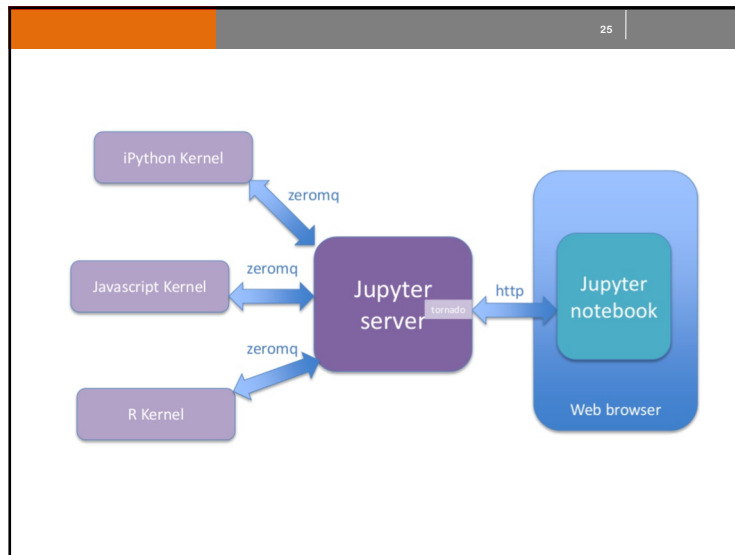 25
iPython Kernel
zeromq
Javascript Kernel
zeromq
R Kernel
zeromq
Jupyter
server
tornado
http
Jupyter
notebook
Web browser